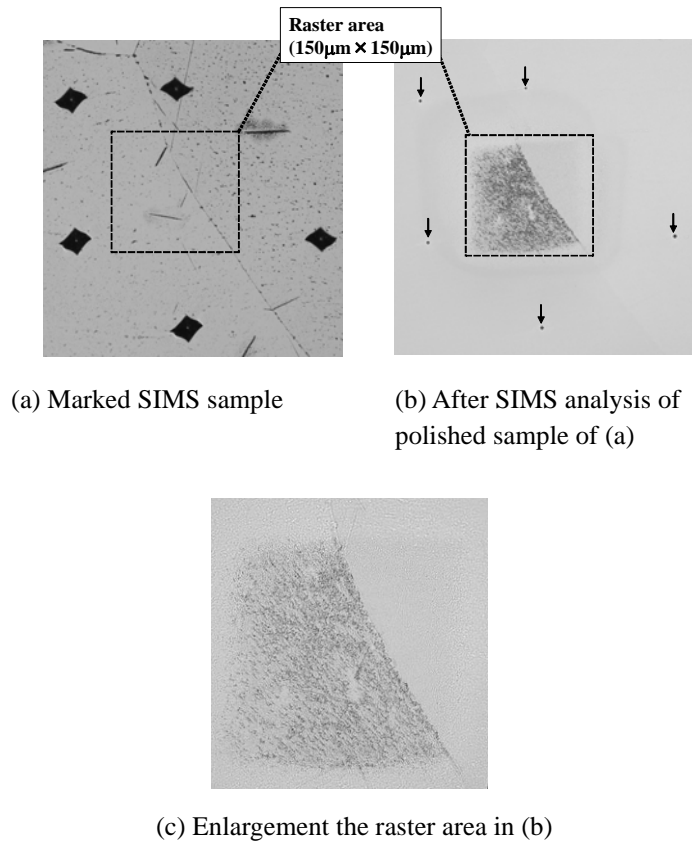 Raster area
(150μm × 150μm)
(a) Marked SIMS sample
(b) After SIMS analysis of
polished sample of (a)
(c) Enlargement the raster area in (b)